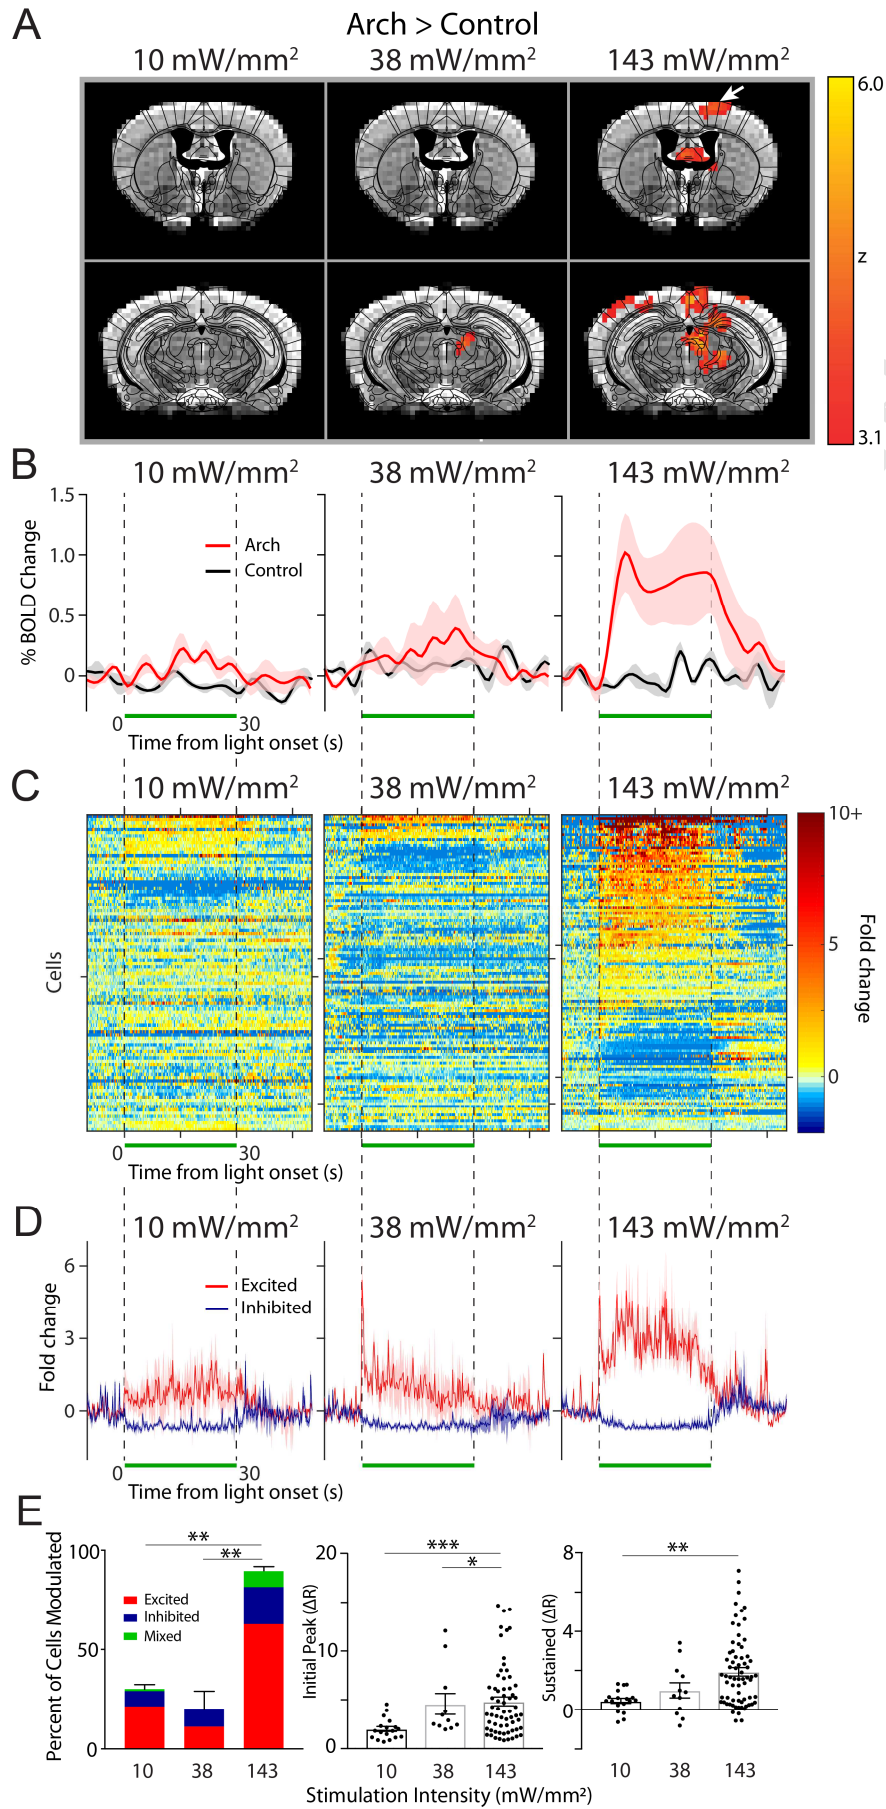 A
Arch > Control
10 mW/mm² 38 mW/mm² 143 mW/mm²
6.0
z
3.1
B
10 mW/mm² 38 mW/mm² 143 mW/mm²
% BOLD Change
1.5
1.0
0.5
0
Arch
Control
0 30
Time from light onset (s)
C
10 mW/mm² 38 mW/mm² 143 mW/mm²
Cells
10+
5
0
Fold change
0 30
Time from light onset (s)
D
10 mW/mm² 38 mW/mm² 143 mW/mm²
Fold change
6
3
0
Excited
Inhibited
0 30
Time from light onset (s)
E
Percent of Cells Modulated
100
50
0
**
**
Excited
Inhibited
Mixed
10 38 143
Initial Peak (ΔR)
20
10
0
***
*
10 38 143
Sustained (ΔR)
8
4
0
**
10 38 143
Stimulation Intensity (mW/mm²)